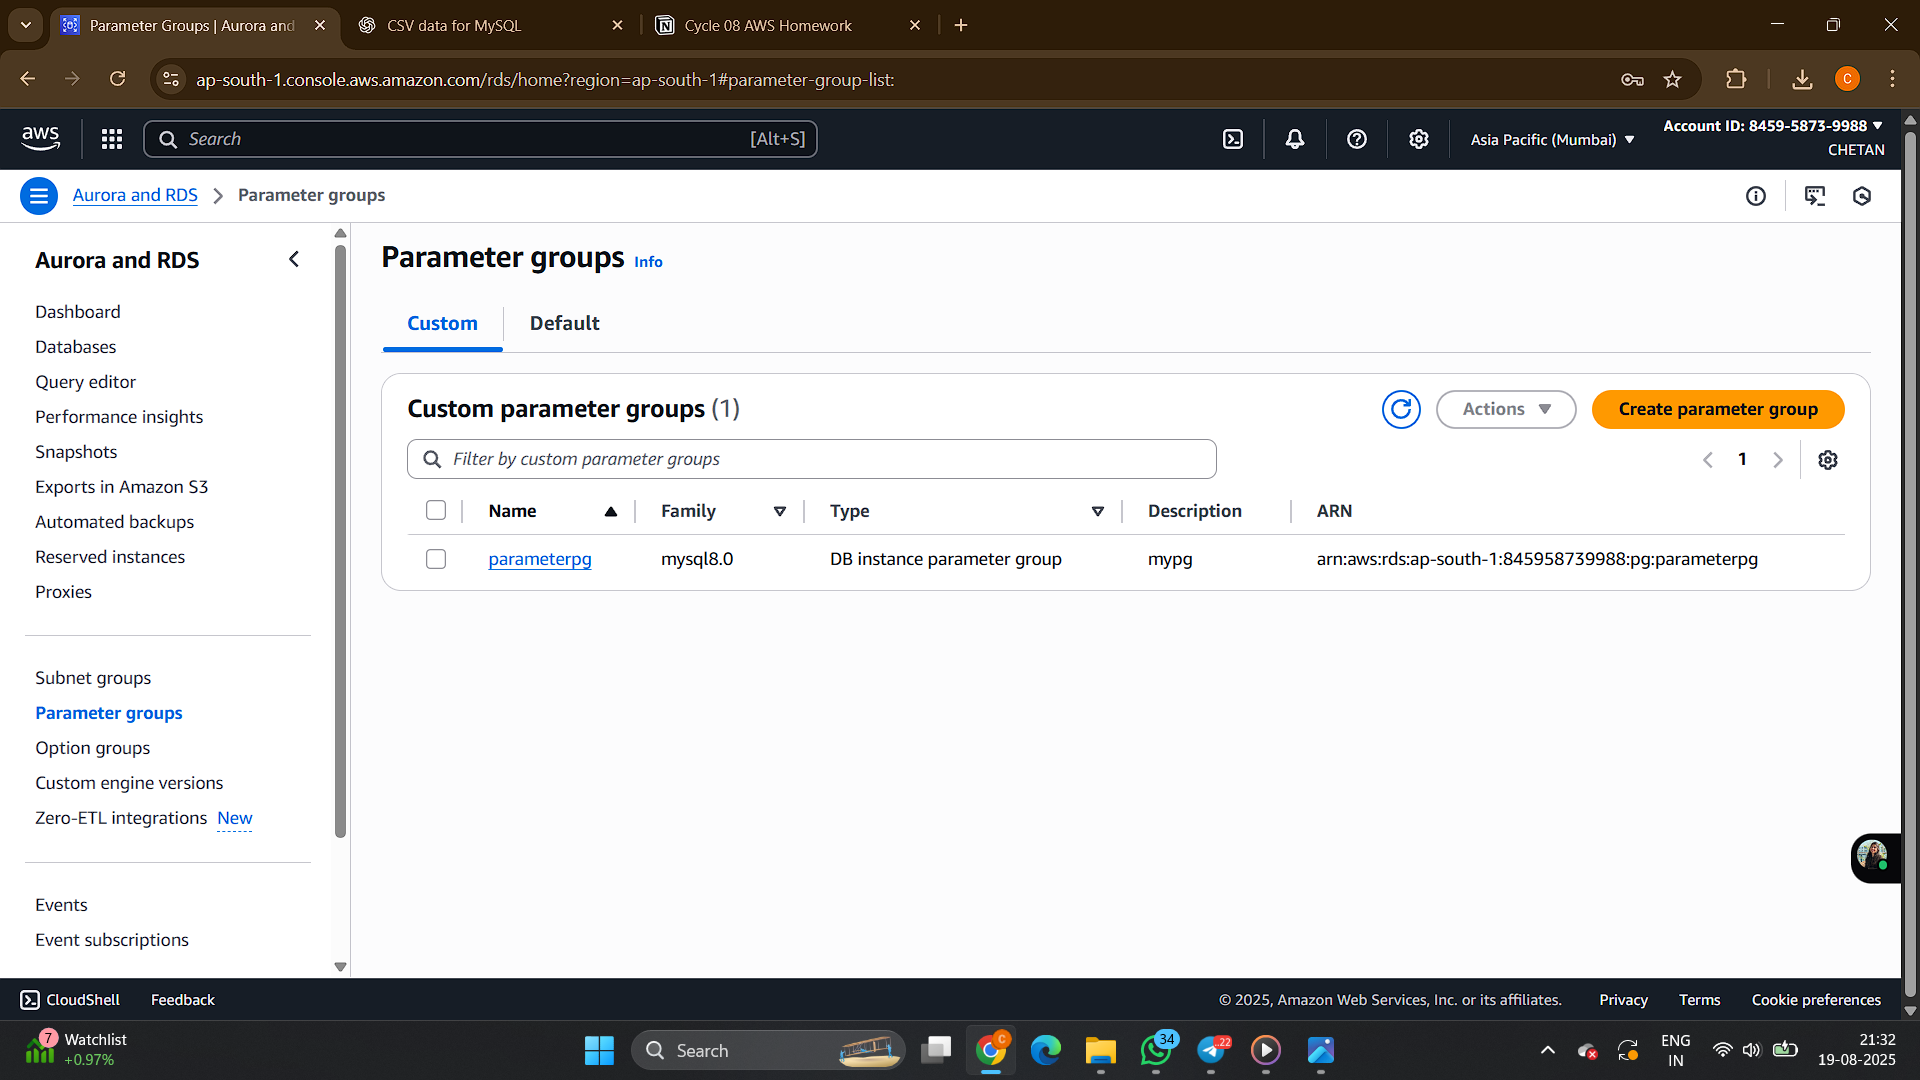 Parameter Groups | Aurora and
CSV data for MySQL
Cycle 08 AWS Homework
ap-south-1.console.aws.amazon.com/rds/home?region=ap-south-1#parameter-group-list:
C
aws
Search
[Alt+S]
Asia Pacific (Mumbai)
Account ID: 8459-5873-9988
CHETAN
Aurora and RDS
Parameter groups
Aurora and RDS
Dashboard
Databases
Query editor
Performance insights
Snapshots
Exports in Amazon S3
Automated backups
Reserved instances
Proxies
Subnet groups
Parameter groups
Option groups
Custom engine versions
Zero-ETL integrations New
Events
Event subscriptions
Parameter groups Info
Custom
Default
Custom parameter groups (1)
Actions
Create parameter group
Filter by custom parameter groups
1
Name Family Type Description ARN
parameterpg mysql8.0 DB instance parameter group mypg arn:aws:rds:ap-south-1:845958739988:pg:parameterpg
CloudShell
Feedback
© 2025, Amazon Web Services, Inc. or its affiliates.
Privacy
Terms
Cookie preferences
7
Watchlist
+0.97%
Search
C
34
22
ENG
IN
21:32
19-08-2025